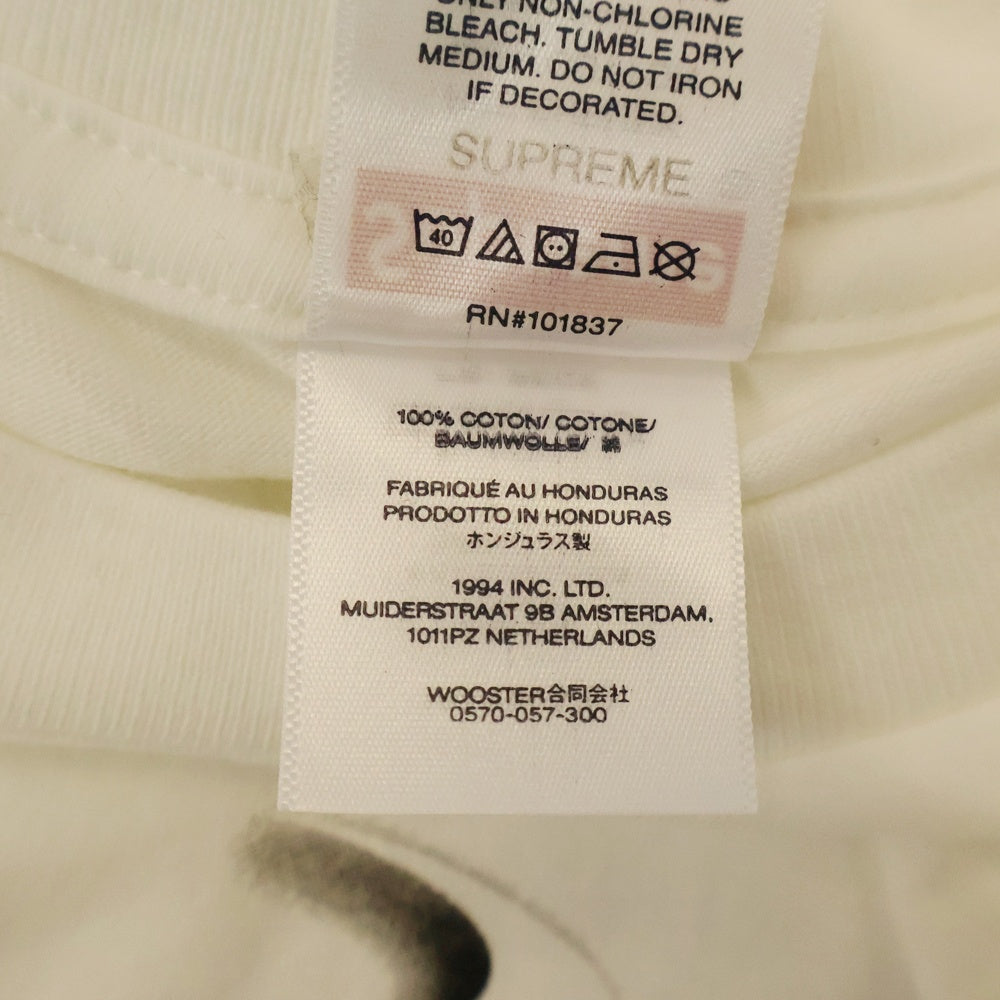 ONLY NON-CHLORINE
BLEACH. TUMBLE DRY
MEDIUM. DO NOT IRON
IF DECORATED.
SUPREME
40
RN#101837
100% COTON/ COTONE/
BAUMWOLLE/ 綿
FABRIQUÉ AU HONDURAS
PRODOTTO IN HONDURAS
ホンジュラス製
1994 INC. LTD.
MUIDERSTRAAT 9B AMSTERDAM.
1011PZ NETHERLANDS
WOOSTER合同会社
0570-057-300